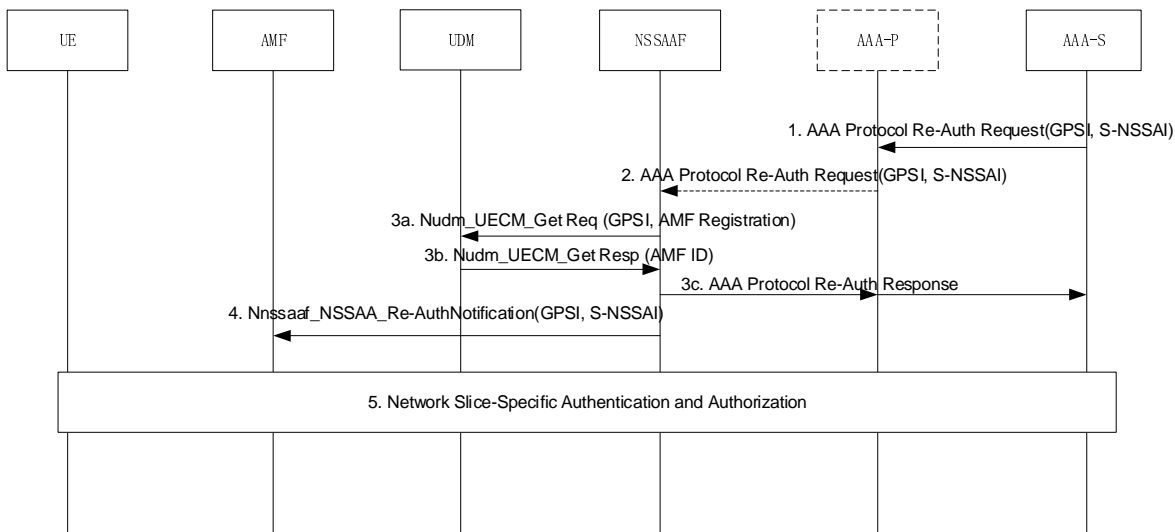 UE
AMF
UDM
NSSAAF
AAA-P
AAA-S
1. AAA Protocol Re-Auth Request(GPSI, S-NSSAI)
2. AAA Protocol Re-Auth Request(GPSI, S-NSSAI)
3a. Nudm_UECM_Get Req (GPSI, AMF Registration)
3b. Nudm_UECM_Get Resp (AMF ID)
3c. AAA Protocol Re-Auth Response
4. Nnssaaf_NSSAA_Re-AuthNotification(GPSI, S-NSSAI)
5. Network Slice-Specific Authentication and Authorization